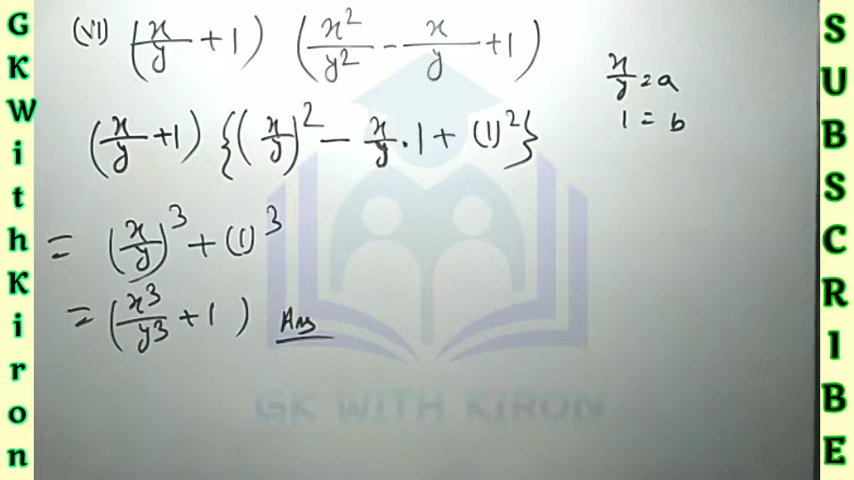 GKWithKiron
(vi) (x/y + 1) (x²/y² - x/y + 1)
x/y = a
1 = b
(x/y + 1) {(x/y)² - x/y . 1 + (1)²}
= (x/y)³ + (1)³
= (x³/y³ + 1) Ans
GK WITH KIRON
SUBSCRIBE